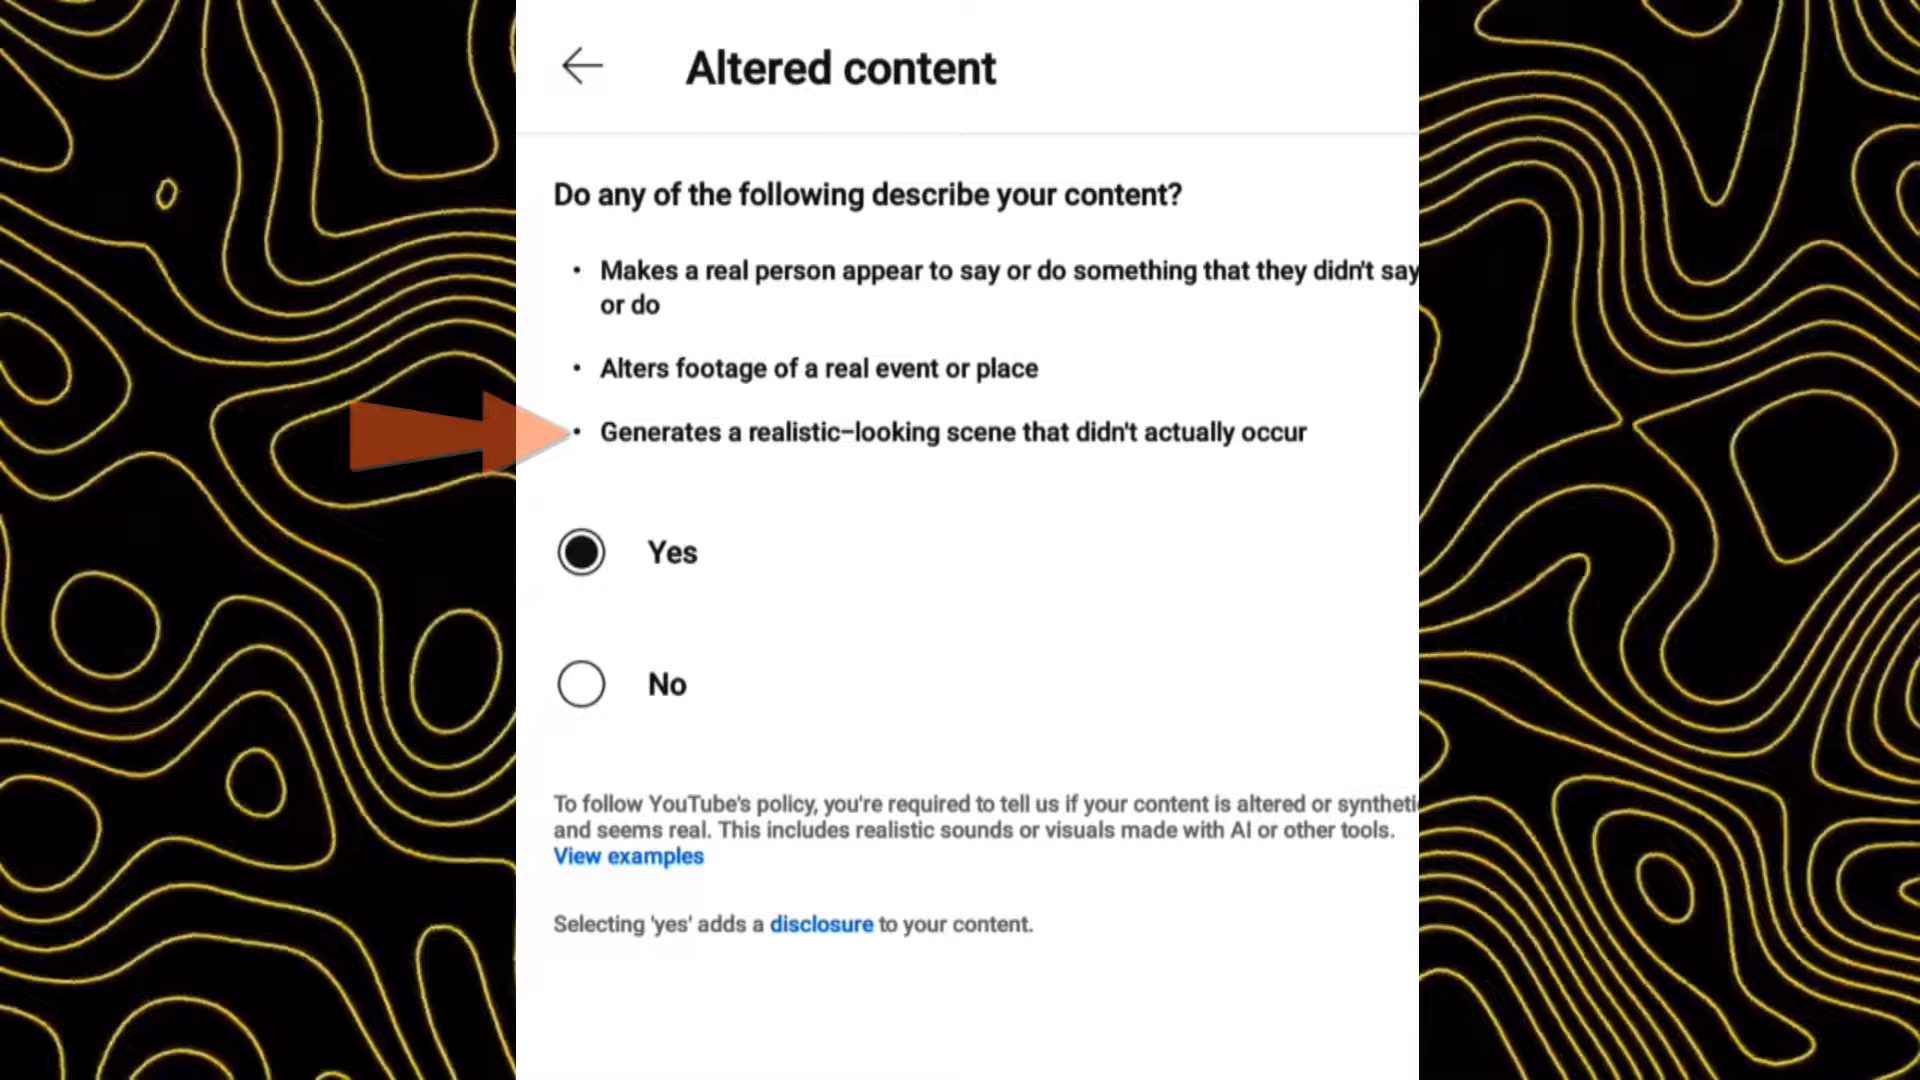 Altered content
Do any of the following describe your content?
• Makes a real person appear to say or do something that they didn't say
or do
• Alters footage of a real event or place
• Generates a realistic-looking scene that didn't actually occur
Yes
No
To follow YouTube's policy, you're required to tell us if your content is altered or syntheti
and seems real. This includes realistic sounds or visuals made with AI or other tools.
View examples
Selecting 'yes' adds a disclosure to your content.